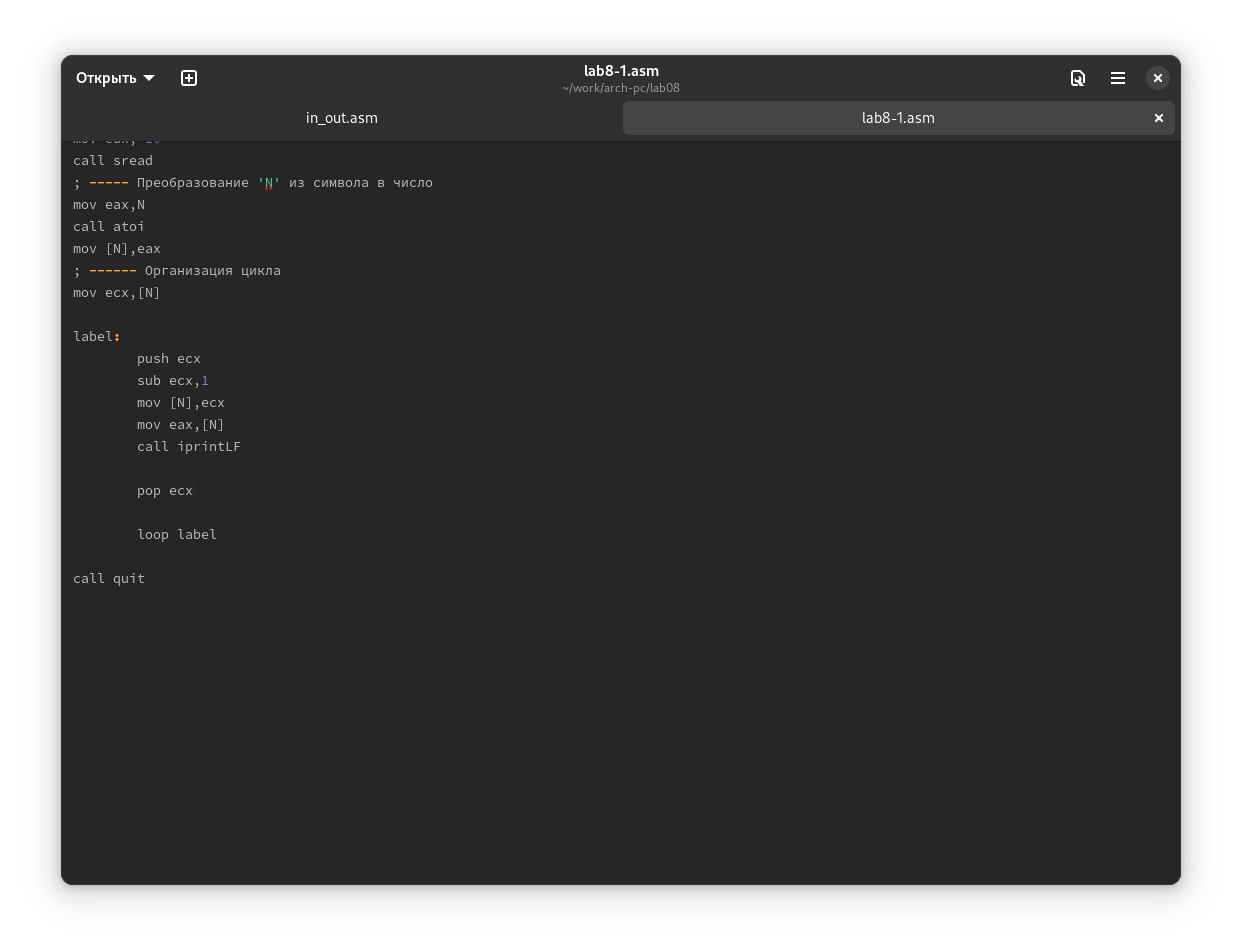 Открыть
lab8-1.asm
~/work/arch-pc/lab08
in_out.asm
lab8-1.asm
call sread
; ----- Преобразование 'N' из символа в число
mov eax,N
call atoi
mov [N],eax
; ------ Организация цикла
mov ecx,[N]
label:
push ecx
sub ecx,1
mov [N],ecx
mov eax,[N]
call iprintLF
pop ecx
loop label
call quit